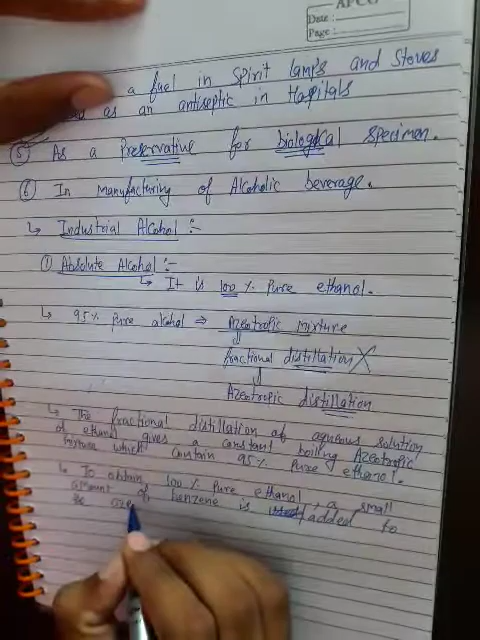 AFCO
Date :
Page :
a fuel in Spirit lamps and Stoves
as an antiseptic in Hospitals
⑤ As a Preservative for biological specimen.
⑥ In manufacturing of Alcoholic beverage.
↳ Industrial Alcohol :-
① Absolute Alcohol :-
↳ It is 100 % Pure ethanol.
↳ 95% Pure alcohol ⇒ Azeotropic mixture
fractional distillation X
Azeotropic distillation
↳ The fractional distillation of aqueous solution
of ethanol gives a constant boiling Azeotropic
mixture which contain 95% Pure ethanol.
↳ To obtain 100% Pure ethanol, a small
amount of benzene is added to
the aze